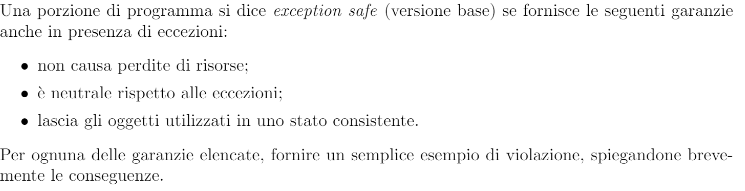 Una porzione di programma si dice exception safe (versione base) se fornisce le seguenti garanzie
anche in presenza di eccezioni:
• non causa perdite di risorse;
• è neutrale rispetto alle eccezioni;
• lascia gli oggetti utilizzati in uno stato consistente.
Per ognuna delle garanzie elencate, fornire un semplice esempio di violazione, spiegandone breve-
mente le conseguenze.